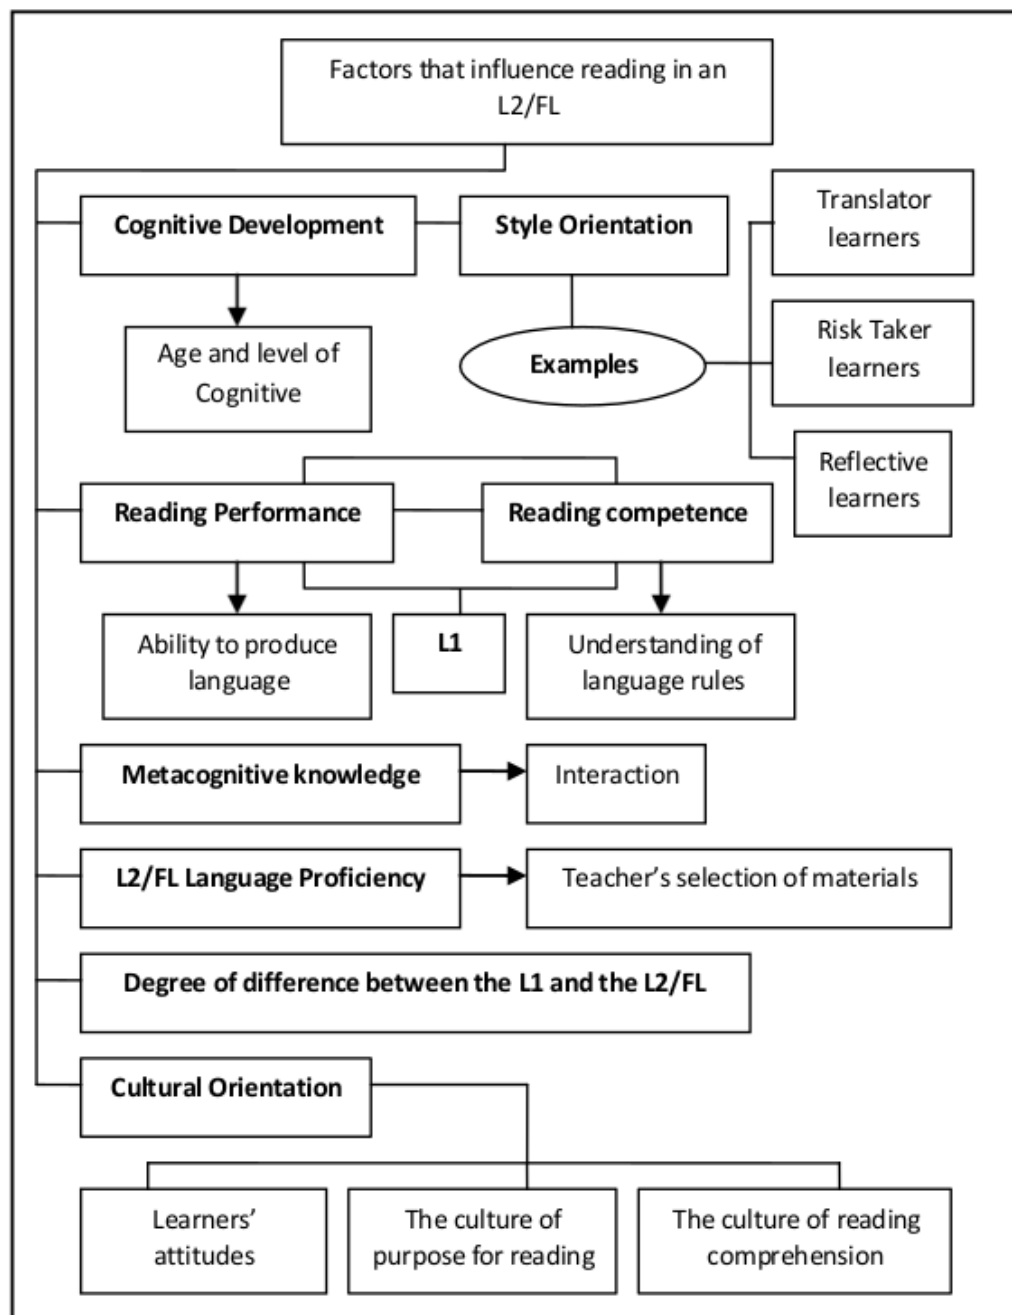 Factors that influence reading in an
L2/FL
Cognitive Development
Style Orientation
Translator
learners
Age and level of
Cognitive
Examples
Risk Taker
learners
Reflective
learners
Reading Performance
Reading competence
Ability to produce
language
L1
Understanding of
language rules
Metacognitive knowledge
Interaction
L2/FL Language Proficiency
Teacher’s selection of materials
Degree of difference between the L1 and the L2/FL
Cultural Orientation
Learners’
attitudes
The culture of
purpose for reading
The culture of reading
comprehension